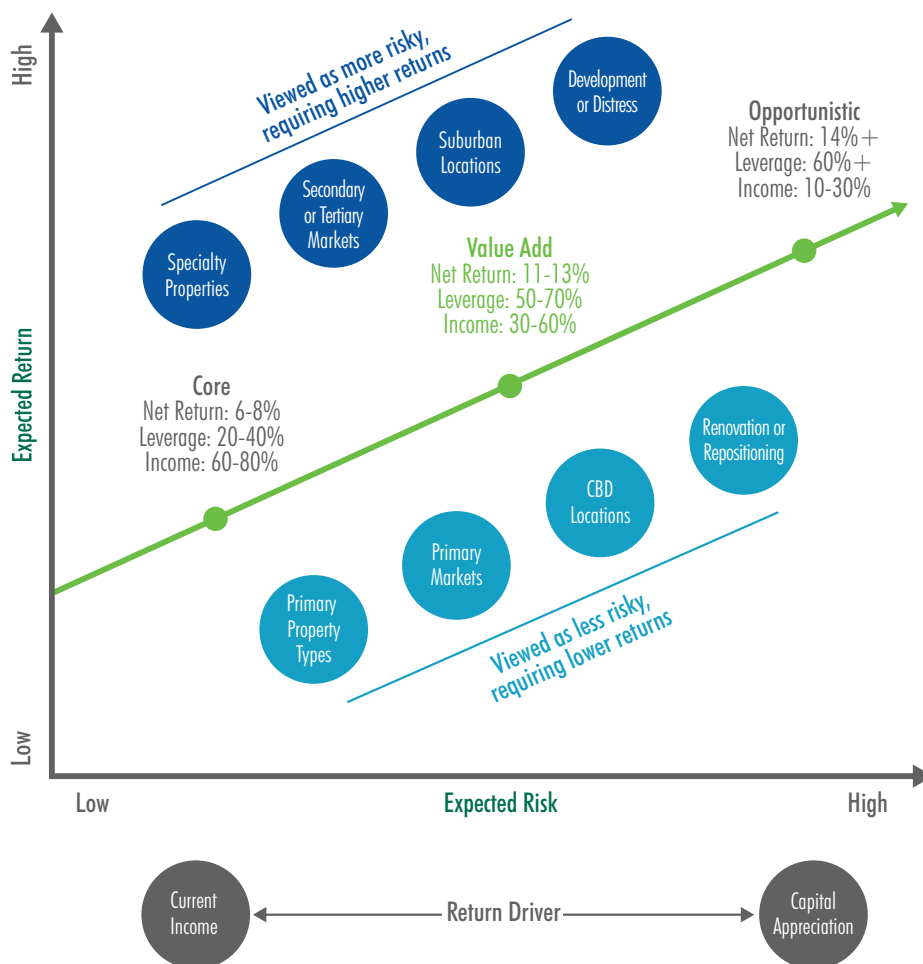 High
Viewed as more risky,
requiring higher returns
Development
or Distress
Suburban
Locations
Secondary
or Tertiary
Markets
Specialty
Properties
Opportunistic
Net Return: 14%+
Leverage: 60%+
Income: 10-30%
Value Add
Net Return: 11-13%
Leverage: 50-70%
Income: 30-60%
Expected Return
Core
Net Return: 6-8%
Leverage: 20-40%
Income: 60-80%
Renovation or
Repositioning
CBD
Locations
Primary
Markets
Primary
Property
Types
Viewed as less risky,
requiring lower returns
Low
Low
Expected Risk
High
Current
Income
Return Driver
Capital
Appreciation